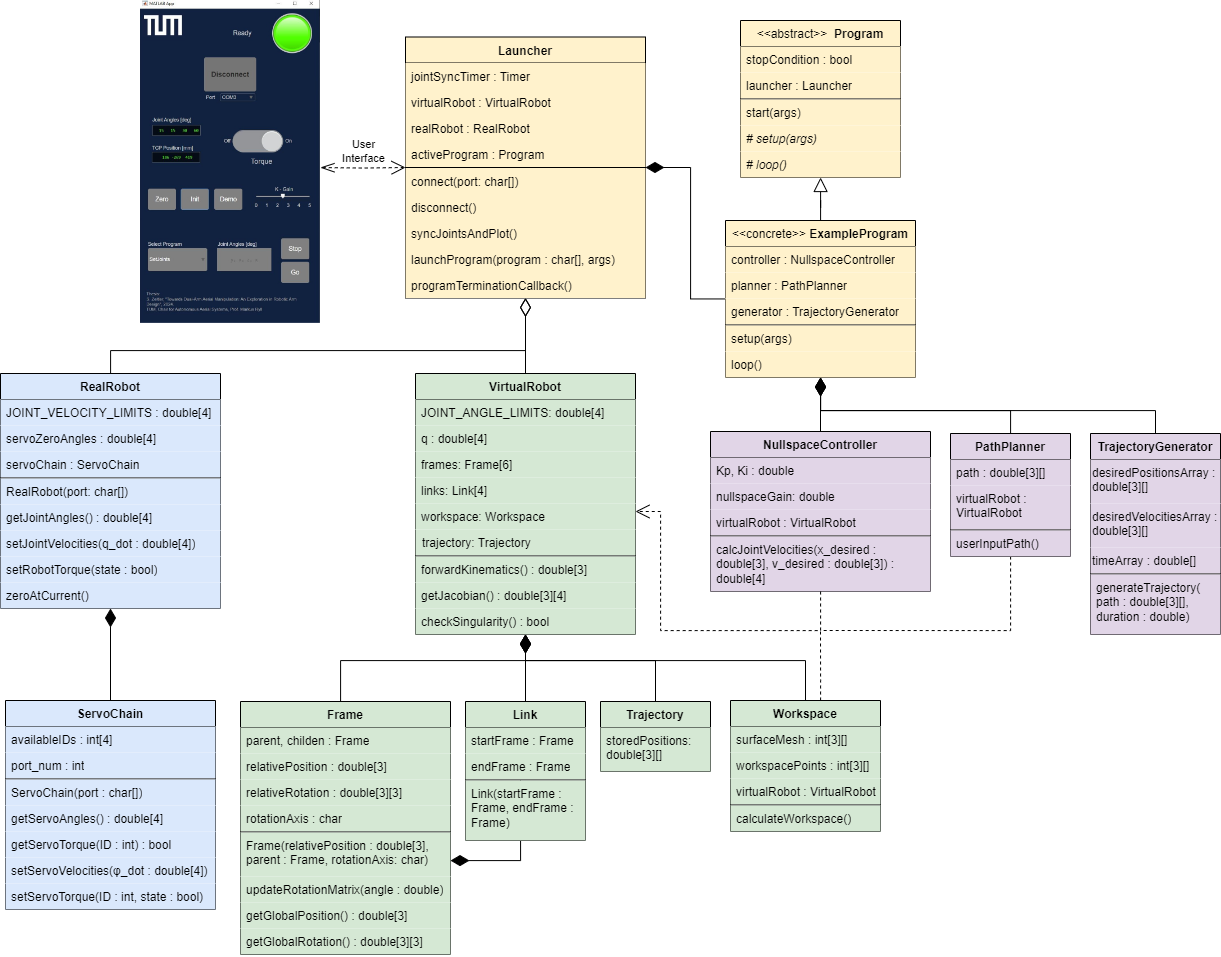 MATLAB App
TUM
Ready
Disconnect
Port
COM3
Joint Angles [deg]
TCP Position [mm]
Off
On
Torque
Zero
Init
Demo
K - Gain
0 1 2 3 4 5
Select Program
Joint Angles [deg]
SetJoints
Stop
Go
User
Interface
Launcher
jointSyncTimer : Timer
virtualRobot : VirtualRobot
realRobot : RealRobot
activeProgram : Program
connect(port: char[])
disconnect()
syncJointsAndPlot()
launchProgram(program : char[], args)
programTerminationCallback()
<<abstract>> Program
stopCondition : bool
launcher : Launcher
start(args)
# setup(args)
# loop()
<<concrete>> ExampleProgram
controller : NullspaceController
planner : PathPlanner
generator : TrajectoryGenerator
setup(args)
loop()
RealRobot
JOINT_VELOCITY_LIMITS : double[4]
servoZeroAngles : double[4]
servoChain : ServoChain
RealRobot(port: char[])
getJointAngles() : double[4]
setJointVelocities(q_dot : double[4])
setRobotTorque(state : bool)
zeroAtCurrent()
VirtualRobot
JOINT_ANGLE_LIMITS: double[4]
q : double[4]
frames: Frame[6]
links: Link[4]
workspace: Workspace
trajectory: Trajectory
forwardKinematics() : double[3]
getJacobian() : double[3][4]
checkSingularity() : bool
NullspaceController
Kp, Ki : double
nullspaceGain: double
virtualRobot : VirtualRobot
calcJointVelocities(x_desired :
double[3], v_desired : double[3]) :
double[4]
PathPlanner
path : double[3][]
virtualRobot :
VirtualRobot
userInputPath()
TrajectoryGenerator
desiredPositionsArray :
double[3][]
desiredVelocitiesArray :
double[3][]
timeArray : double[]
generateTrajectory(
path : double[3][],
duration : double)
ServoChain
availableIDs : int[4]
port_num : int
ServoChain(port : char[])
getServoAngles() : double[4]
getServoTorque(ID : int) : bool
setServoVelocities(φ_dot : double[4])
setServoTorque(ID : int, state : bool)
Frame
parent, childen : Frame
relativePosition : double[3]
relativeRotation : double[3][3]
rotationAxis : char
Frame(relativePosition : double[3],
parent : Frame, rotationAxis: char)
updateRotationMatrix(angle : double)
getGlobalPosition() : double[3]
getGlobalRotation() : double[3][3]
Link
startFrame : Frame
endFrame : Frame
Link(startFrame :
Frame, endFrame :
Frame)
Trajectory
storedPositions:
double[3][]
Workspace
surfaceMesh : int[3][]
workspacePoints : int[3][]
virtualRobot : VirtualRobot
calculateWorkspace()